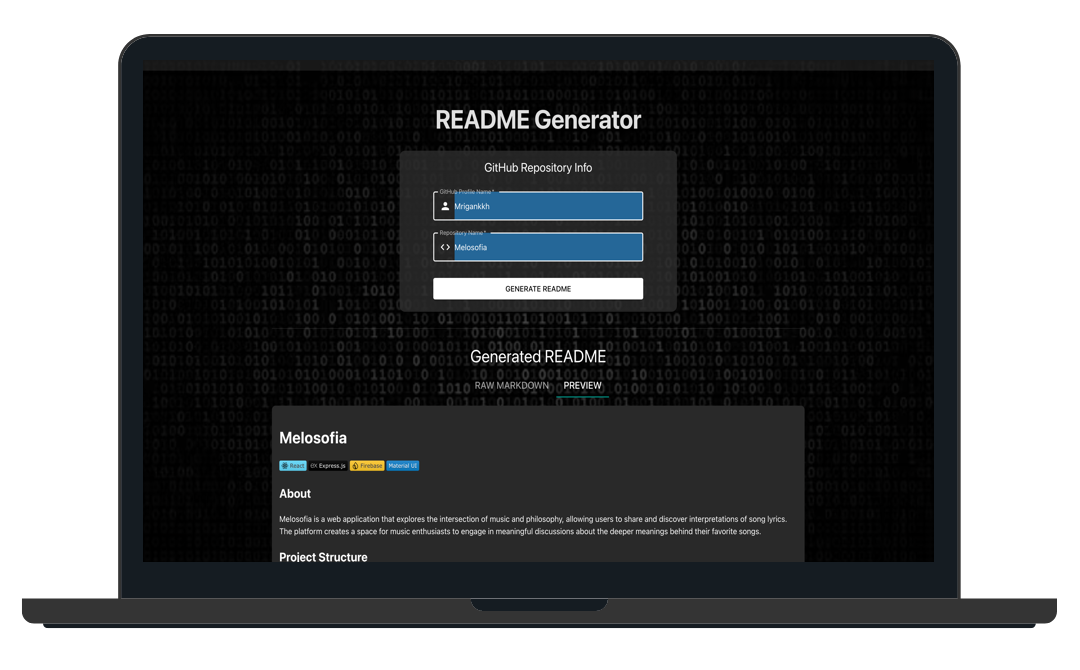 README Generator
GitHub Repository Info
GitHub Profile Name *
Mrigankkh
Repository Name *
Melosofia
GENERATE README
Generated README
RAW MARKDOWN PREVIEW
Melosofia
React ex Express.js Firebase Material UI
About
Melosofia is a web application that explores the intersection of music and philosophy, allowing users to share and discover interpretations of song lyrics.
The platform creates a space for music enthusiasts to engage in meaningful discussions about the deeper meanings behind their favorite songs.
Project Structure